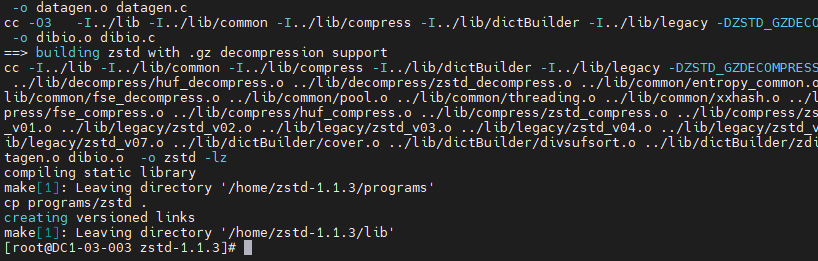 -o datagen.o datagen.c
cc -O3   -I../lib -I../lib/common -I../lib/compress -I../lib/dictBuilder -I../lib/legacy -DZSTD_GZDECO
-o dibio.o dibio.c
==> building zstd with .gz decompression support
cc -I../lib -I../lib/common -I../lib/compress -I../lib/dictBuilder -I../lib/legacy -DZSTD_GZDECOMPRESS
../lib/decompress/huf_decompress.o ../lib/decompress/zstd_decompress.o ../lib/common/entropy_common.o
lib/common/fse_decompress.o ../lib/common/pool.o ../lib/common/threading.o ../lib/common/xxhash.o ../l
press/fse_compress.o ../lib/compress/huf_compress.o ../lib/compress/zstd_compress.o ../lib/compress/zs
_v01.o ../lib/legacy/zstd_v02.o ../lib/legacy/zstd_v03.o ../lib/legacy/zstd_v04.o ../lib/legacy/zstd_v
ib/legacy/zstd_v07.o ../lib/dictBuilder/cover.o ../lib/dictBuilder/divsufsort.o ../lib/dictBuilder/zdi
tagen.o dibio.o  -o zstd -lz
compiling static library
make[1]: Leaving directory '/home/zstd-1.1.3/programs'
cp programs/zstd .
creating versioned links
make[1]: Leaving directory '/home/zstd-1.1.3/lib'
[root@DC1-03-003 zstd-1.1.3]#